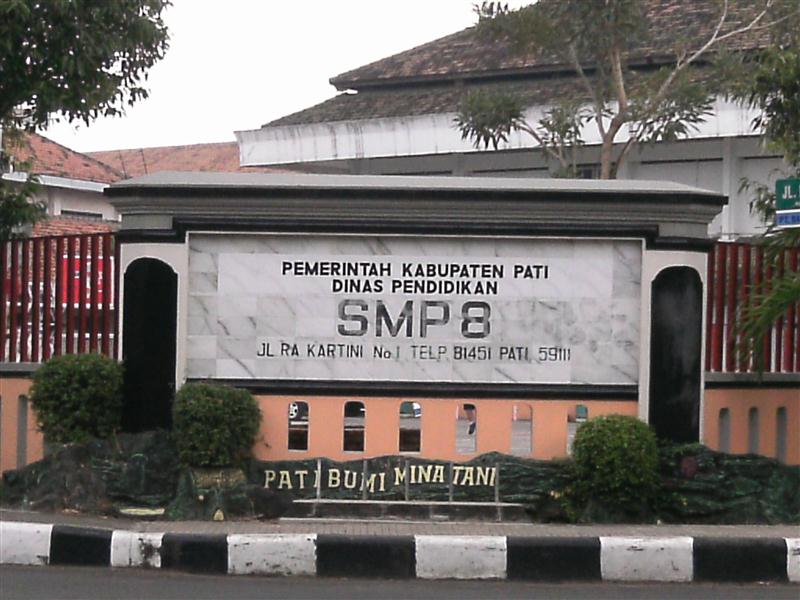 PEMERINTAH KABUPATEN PATI
DINAS PENDIDIKAN
SMP 8
JL. RA KARTINI No.1 TELP. 81451 PATI 59111
PATI BUMI MINA TANI
JL.